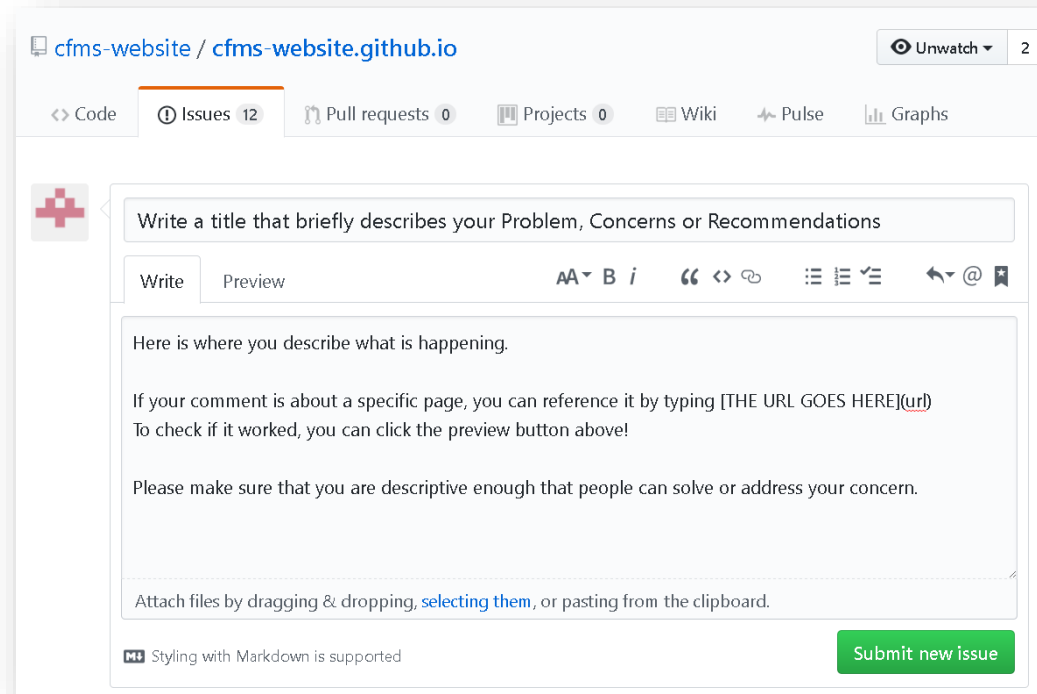 cfms-website / cfms-website.github.io
Unwatch 2
Code Issues 12 Pull requests 0 Projects 0 Wiki Pulse Graphs
Write a title that briefly describes your Problem, Concerns or Recommendations
Write Preview AA B i
Here is where you describe what is happening.
If your comment is about a specific page, you can reference it by typing [THE URL GOES HERE](url)
To check if it worked, you can click the preview button above!
Please make sure that you are descriptive enough that people can solve or address your concern.
Attach files by dragging & dropping, selecting them, or pasting from the clipboard.
Styling with Markdown is supported
Submit new issue